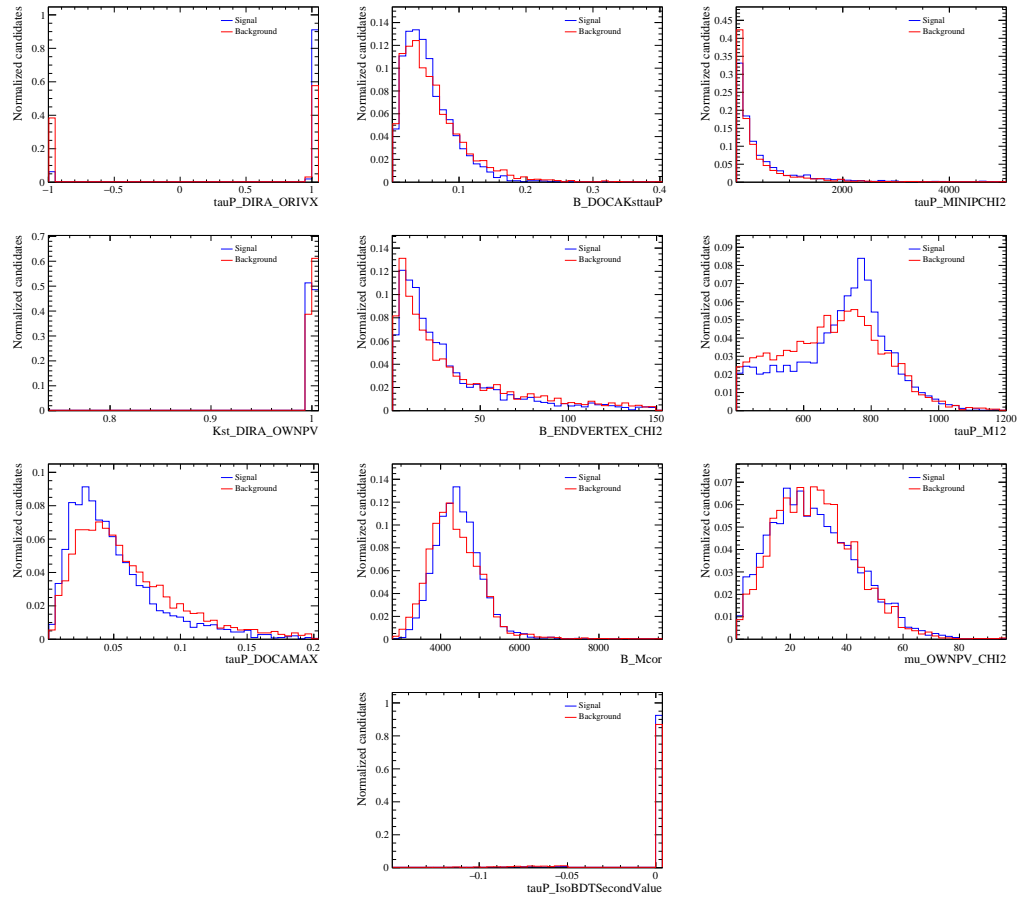 Normalized candidates
1
0.8
0.6
0.4
0.2
0
Signal
Background
−1 −0.5 0 0.5 1
tauP_DIRA_ORIVX
Normalized candidates
0.14
0.12
0.1
0.08
0.06
0.04
0.02
0
Signal
Background
0.1 0.2 0.3 0.4
B_DOCAKsttauP
Normalized candidates
0.45
0.4
0.35
0.3
0.25
0.2
0.15
0.1
0.05
0
Signal
Background
2000 4000
tauP_MINIPCHI2
Normalized candidates
0.7
0.6
0.5
0.4
0.3
0.2
0.1
0
Signal
Background
0.8 0.9 1
Kst_DIRA_OWNPV
Normalized candidates
0.14
0.12
0.1
0.08
0.06
0.04
0.02
0
Signal
Background
50 100 150
B_ENDVERTEX_CHI2
Normalized candidates
0.09
0.08
0.07
0.06
0.05
0.04
0.03
0.02
0.01
0
Signal
Background
600 800 1000 1200
tauP_M12
Normalized candidates
0.1
0.08
0.06
0.04
0.02
0
Signal
Background
0.05 0.1 0.15 0.2
tauP_DOCAMAX
Normalized candidates
0.14
0.12
0.1
0.08
0.06
0.04
0.02
0
Signal
Background
4000 6000 8000
B_Mcor
Normalized candidates
0.07
0.06
0.05
0.04
0.03
0.02
0.01
0
Signal
Background
20 40 60 80
mu_OWNPV_CHI2
Normalized candidates
1
0.8
0.6
0.4
0.2
0
Signal
Background
−0.1 −0.05 0
tauP_IsoBDTSecondValue